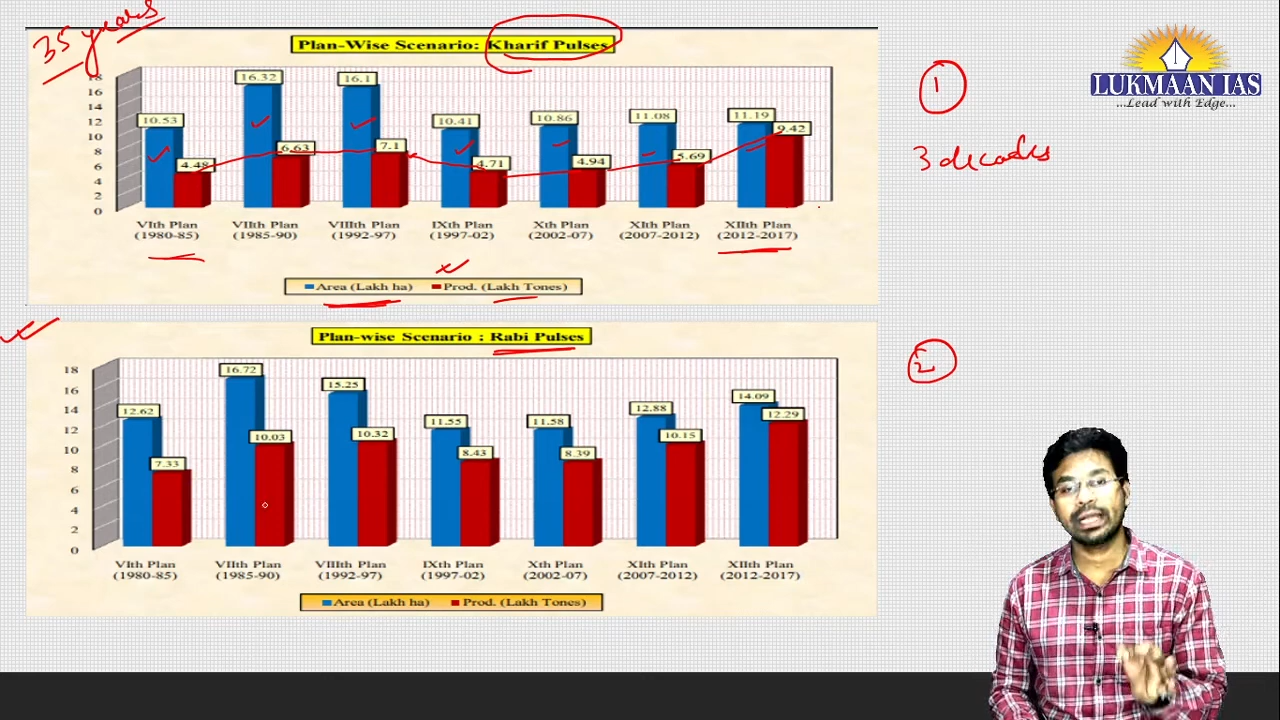 35 years
Plan-Wise Scenario: Kharif Pulses
18
16
14
12
10
8
6
4
2
0
10.53
4.48
16.32
6.63
16.1
7.1
10.41
4.71
10.86
4.94
11.08
5.69
11.19
9.42
VIth Plan
(1980-85)
VIIth Plan
(1985-90)
VIIIth Plan
(1992-97)
IXth Plan
(1997-02)
Xth Plan
(2002-07)
XIth Plan
(2007-2012)
XIIth Plan
(2012-2017)
Area (Lakh ha) Prod. (Lakh Tones)
1
3 decades
LUKMAAN IAS
...Lead with Edge...
Plan-wise Scenario : Rabi Pulses
18
16
14
12
10
8
6
4
2
0
12.62
7.33
16.72
10.03
15.25
10.32
11.55
8.43
11.58
8.39
12.88
10.15
14.09
12.29
VIth Plan
(1980-85)
VIIth Plan
(1985-90)
VIIIth Plan
(1992-97)
IXth Plan
(1997-02)
Xth Plan
(2002-07)
XIth Plan
(2007-2012)
XIIth Plan
(2012-2017)
Area (Lakh ha) Prod. (Lakh Tones)
2